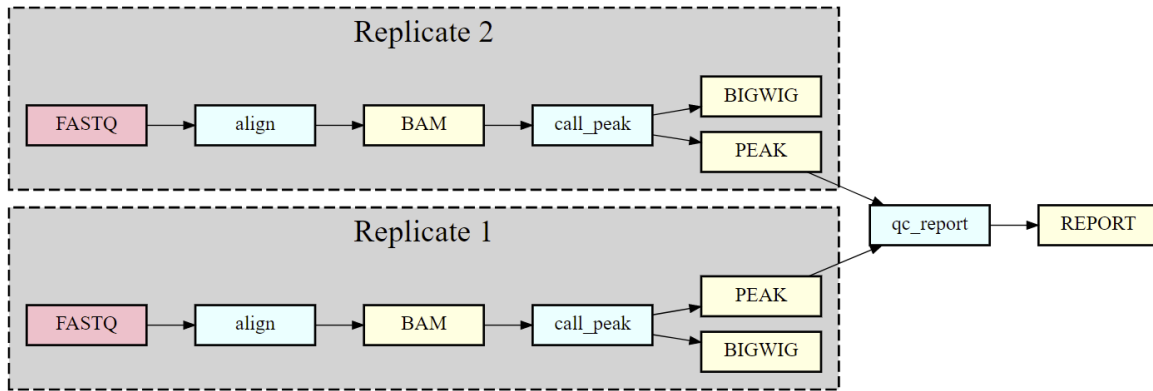 Replicate 2
FASTQ
align
BAM
call_peak
BIGWIG
PEAK
Replicate 1
FASTQ
align
BAM
call_peak
PEAK
BIGWIG
qc_report
REPORT